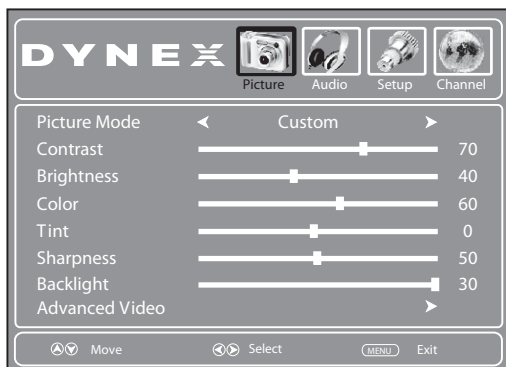 DYNEX
Picture Audio Setup Channel
Picture Mode Custom
Contrast 70
Brightness 40
Color 60
Tint 0
Sharpness 50
Backlight 30
Advanced Video
Move Select MENU Exit